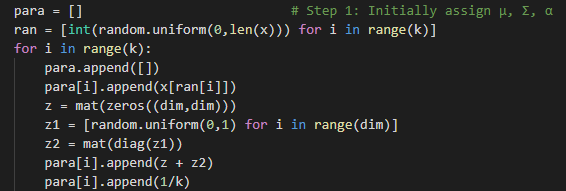 para = [] # Step 1: Initially assign μ, Σ, α
ran = [int(random.uniform(0,len(x))) for i in range(k)]
for i in range(k):
    para.append([])
    para[i].append(x[ran[i]])
    z = mat(zeros((dim,dim)))
    z1 = [random.uniform(0,1) for i in range(dim)]
    z2 = mat(diag(z1))
    para[i].append(z + z2)
    para[i].append(1/k)